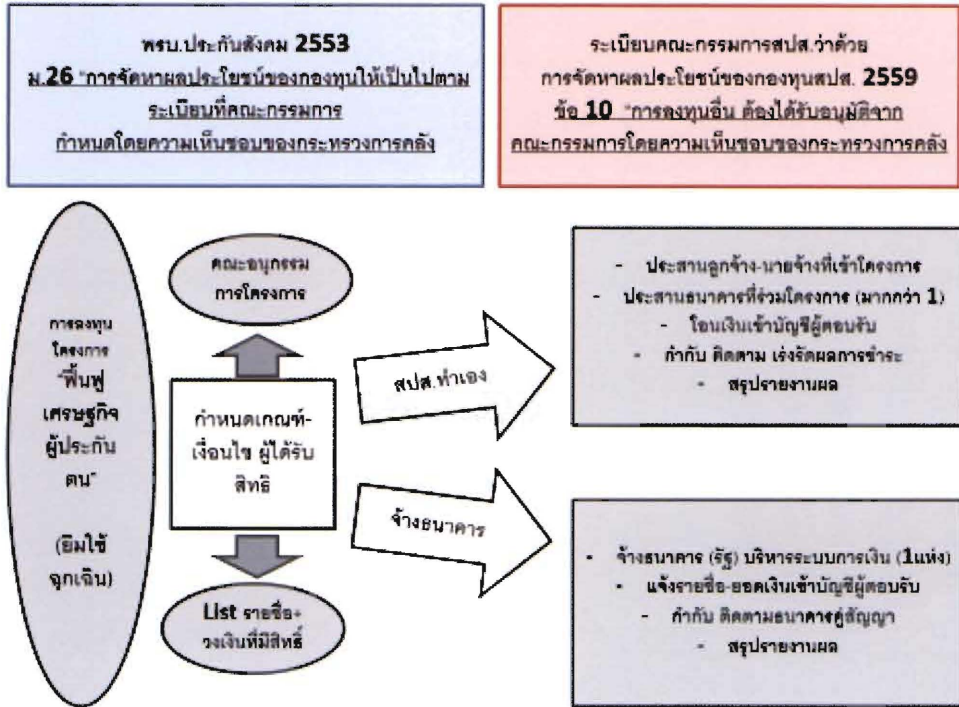 พรบ.ประกันสังคม 2553
ม.26 "การจัดหาผลประโยชน์ของกองทุนให้เป็นไปตาม
ระเบียบที่คณะกรรมการ
กำหนดโดยความเห็นชอบของกระทรวงการคลัง
ระเบียบคณะกรรมการสปส.ว่าด้วย
การจัดหาผลประโยชน์ของกองทุนสปส. 2559
ข้อ 10 "การลงทุนอื่น ต้องได้รับอนุมัติจาก
คณะกรรมการโดยความเห็นชอบของกระทรวงการคลัง
การลงทุน
โครงการ
"ฟื้นฟู
เศรษฐกิจ
ผู้ประกัน
ตน"
(ยืมใช้
ฉุกเฉิน)
คณะอนุกรรม
การโครงการ
กำหนดเกณฑ์-
เงื่อนไข ผู้ได้รับ
สิทธิ
List รายชื่อ+
วงเงินที่มีสิทธิ์
สปส.ทำเอง
จ้างธนาคาร
- ประสานลูกจ้าง-นายจ้างที่เข้าโครงการ
- ประสานธนาคารที่ร่วมโครงการ (มากกว่า 1)
- โอนเงินเข้าบัญชีผู้ตอบรับ
- กำกับ ติดตาม เร่งรัดผลการชำระ
- สรุปรายงานผล
- จ้างธนาคาร (รัฐ) บริหารระบบการเงิน (1แห่ง)
- แจ้งรายชื่อ-ยอดเงินเข้าบัญชีผู้ตอบรับ
- กำกับ ติดตามธนาคารคู่สัญญา
- สรุปรายงานผล